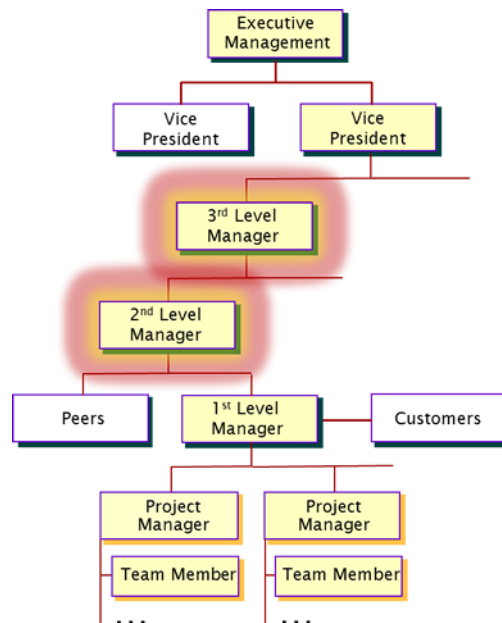 Executive
Management
Vice
President
Vice
President
3rd Level
Manager
2nd Level
Manager
Peers
1st Level
Manager
Customers
Project
Manager
Project
Manager
Team Member
Team Member
...
...